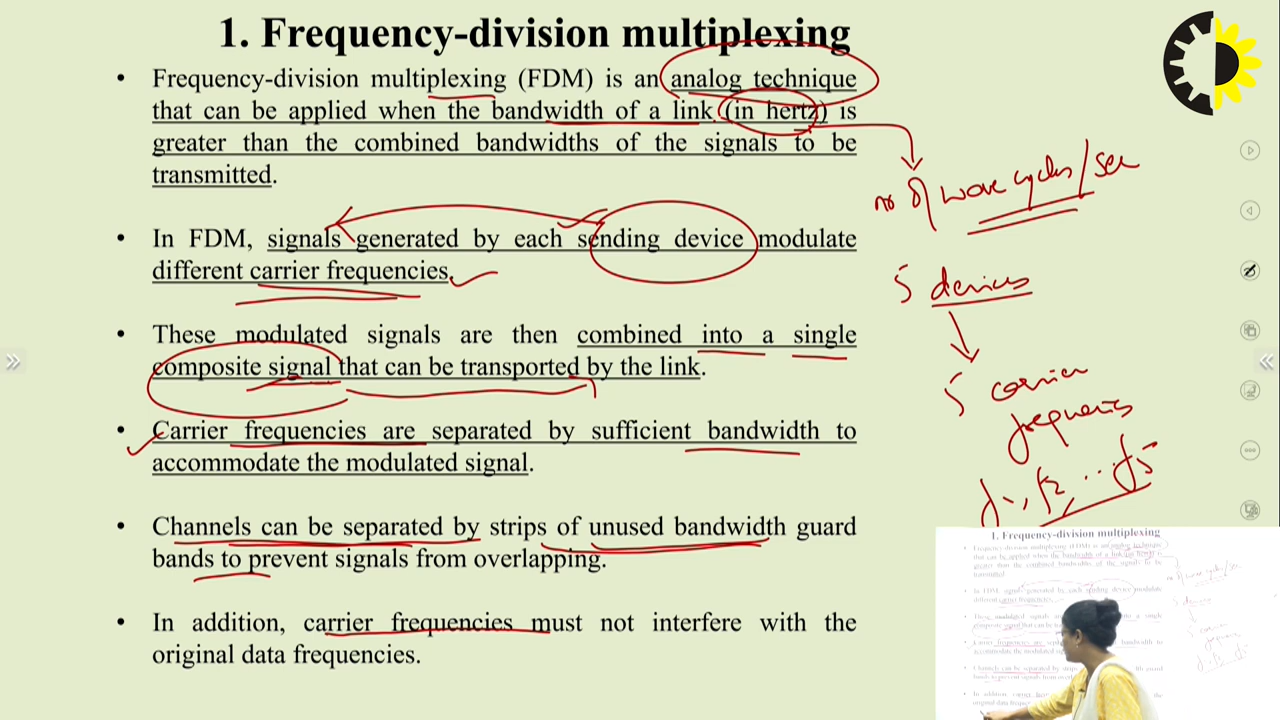 1. Frequency-division multiplexing
• Frequency-division multiplexing (FDM) is an analog technique
that can be applied when the bandwidth of a link (in hertz) is
greater than the combined bandwidths of the signals to be
transmitted.
• In FDM, signals generated by each sending device modulate
different carrier frequencies.
• These modulated signals are then combined into a single
composite signal that can be transported by the link.
• Carrier frequencies are separated by sufficient bandwidth to
accommodate the modulated signal.
• Channels can be separated by strips of unused bandwidth guard
bands to prevent signals from overlapping.
• In addition, carrier frequencies must not interfere with the
original data frequencies.
no of wave cycles/sec
5 devices
5 carrier
frequencies
f1, f2 ... f5
1. Frequency-division multiplexing